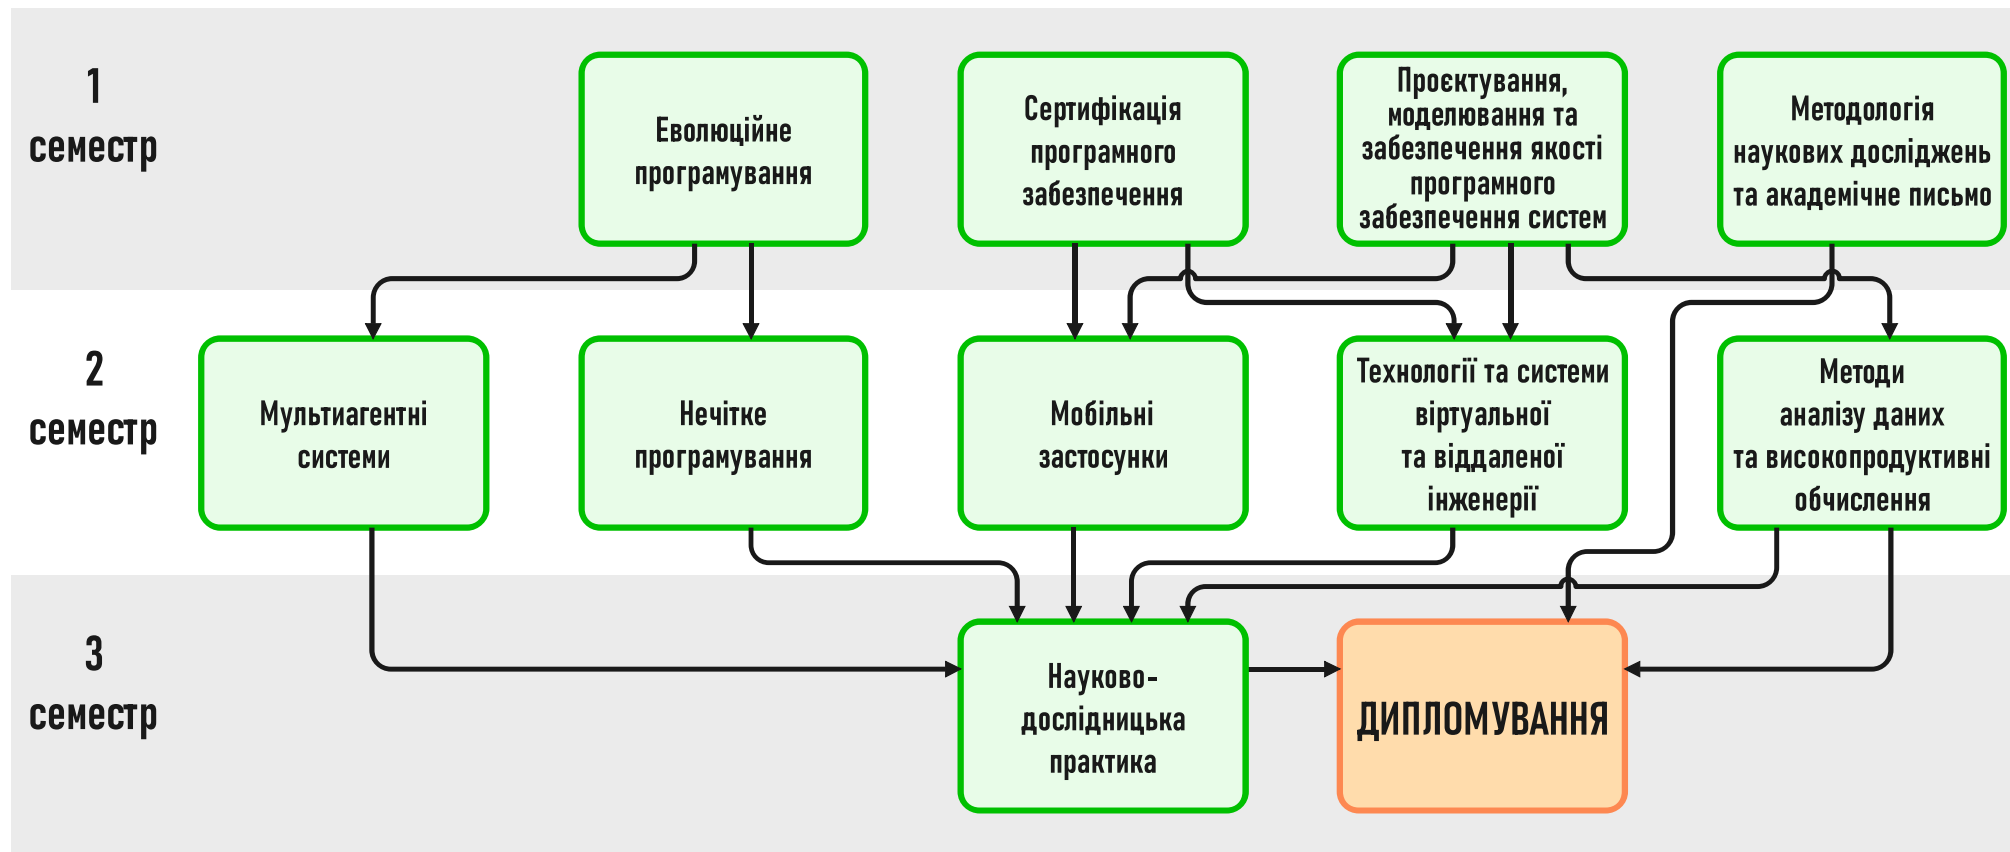 1
семестр
Еволюційне
програмування
Сертифікація
програмного
забезпечення
Проєктування,
моделювання та
забезпечення якості
програмного
забезпечення систем
Методологія
наукових досліджень
та академічне письмо
2
семестр
Мультиагентні
системи
Нечітке
програмування
Мобільні
застосунки
Технології та системи
віртуальної
та віддаленої
інженерії
Методи
аналізу даних
та високопродуктивні
обчислення
3
семестр
Науково-
дослідницька
практика
ДИПЛОМУВАННЯ